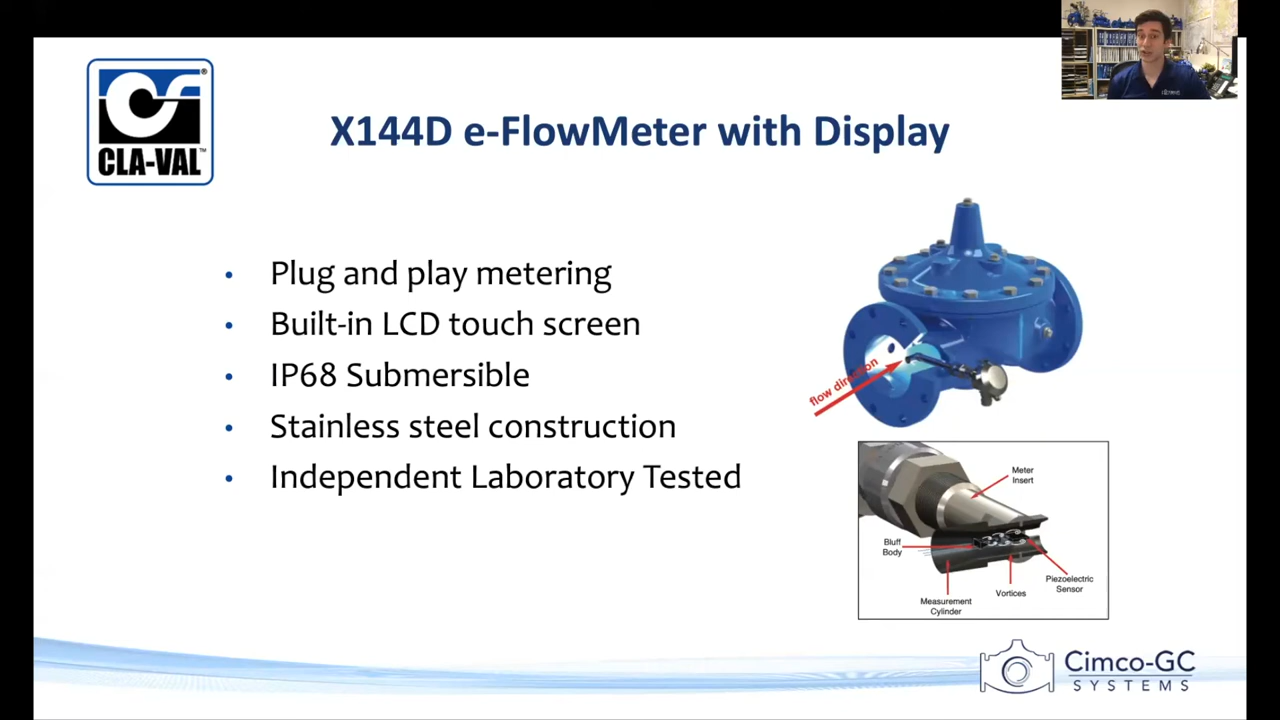 CLA-VAL
X144D e-FlowMeter with Display
• Plug and play metering
• Built-in LCD touch screen
• IP68 Submersible
• Stainless steel construction
• Independent Laboratory Tested
flow direction
Meter
Insert
Bluff
Body
Piezoelectric
Sensor
Vortices
Measurement
Cylinder
Cimco-GC
SYSTEMS